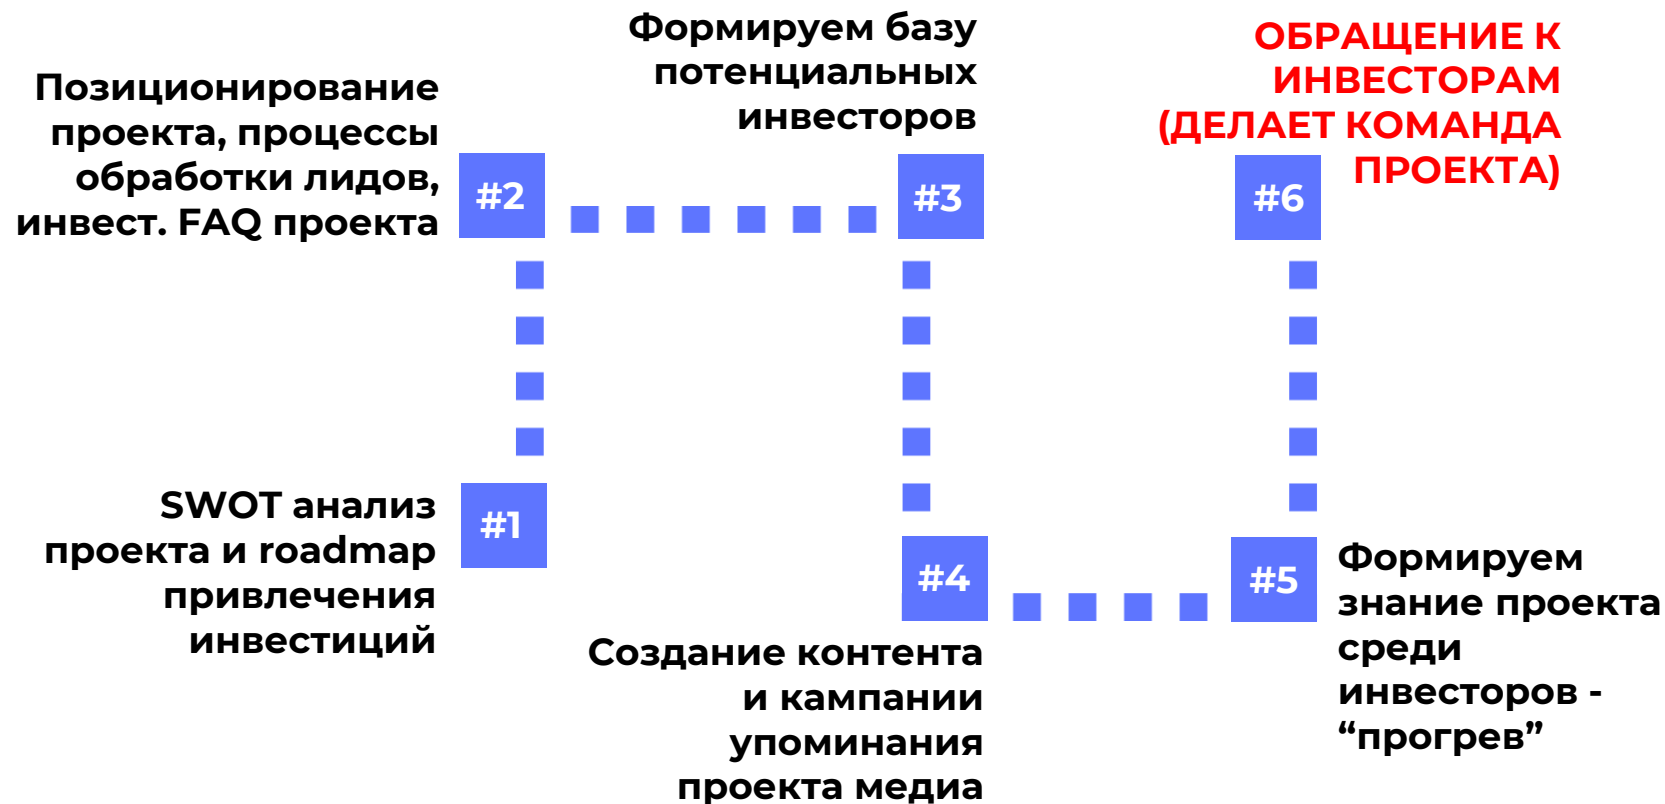 SWOT анализ
проекта и roadmap
привлечения
инвестиций
#1
Позиционирование
проекта, процессы
обработки лидов,
инвест. FAQ проекта
#2
Формируем базу
потенциальных
инвесторов
#3
#4
Создание контента
и кампании
упоминания
проекта медиа
#5
Формируем
знание проекта
среди
инвесторов -
“прогрев”
ОБРАЩЕНИЕ К
ИНВЕСТОРАМ
(ДЕЛАЕТ КОМАНДА
ПРОЕКТА)
#6